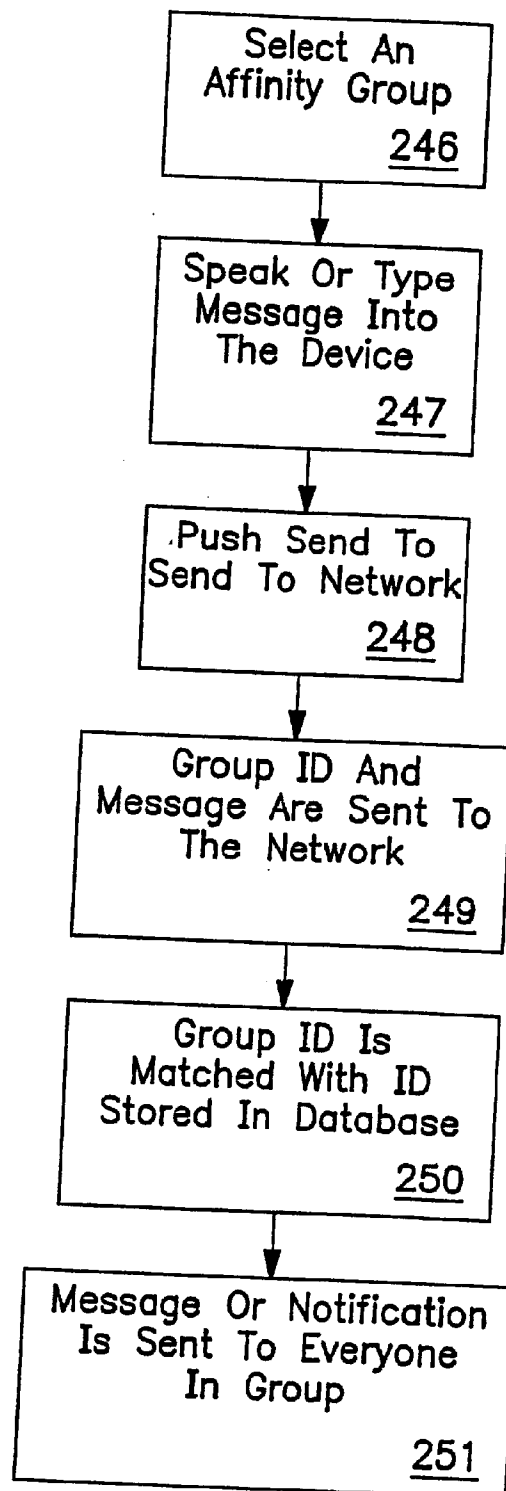 Select An
Affinity Group
246
Speak Or Type
Message Into
The Device
247
Push Send To
Send To Network
248
Group ID And
Message Are Sent To
The Network
249
Group ID Is
Matched With ID
Stored In Database
250
Message Or Notification
Is Sent To Everyone
In Group
251